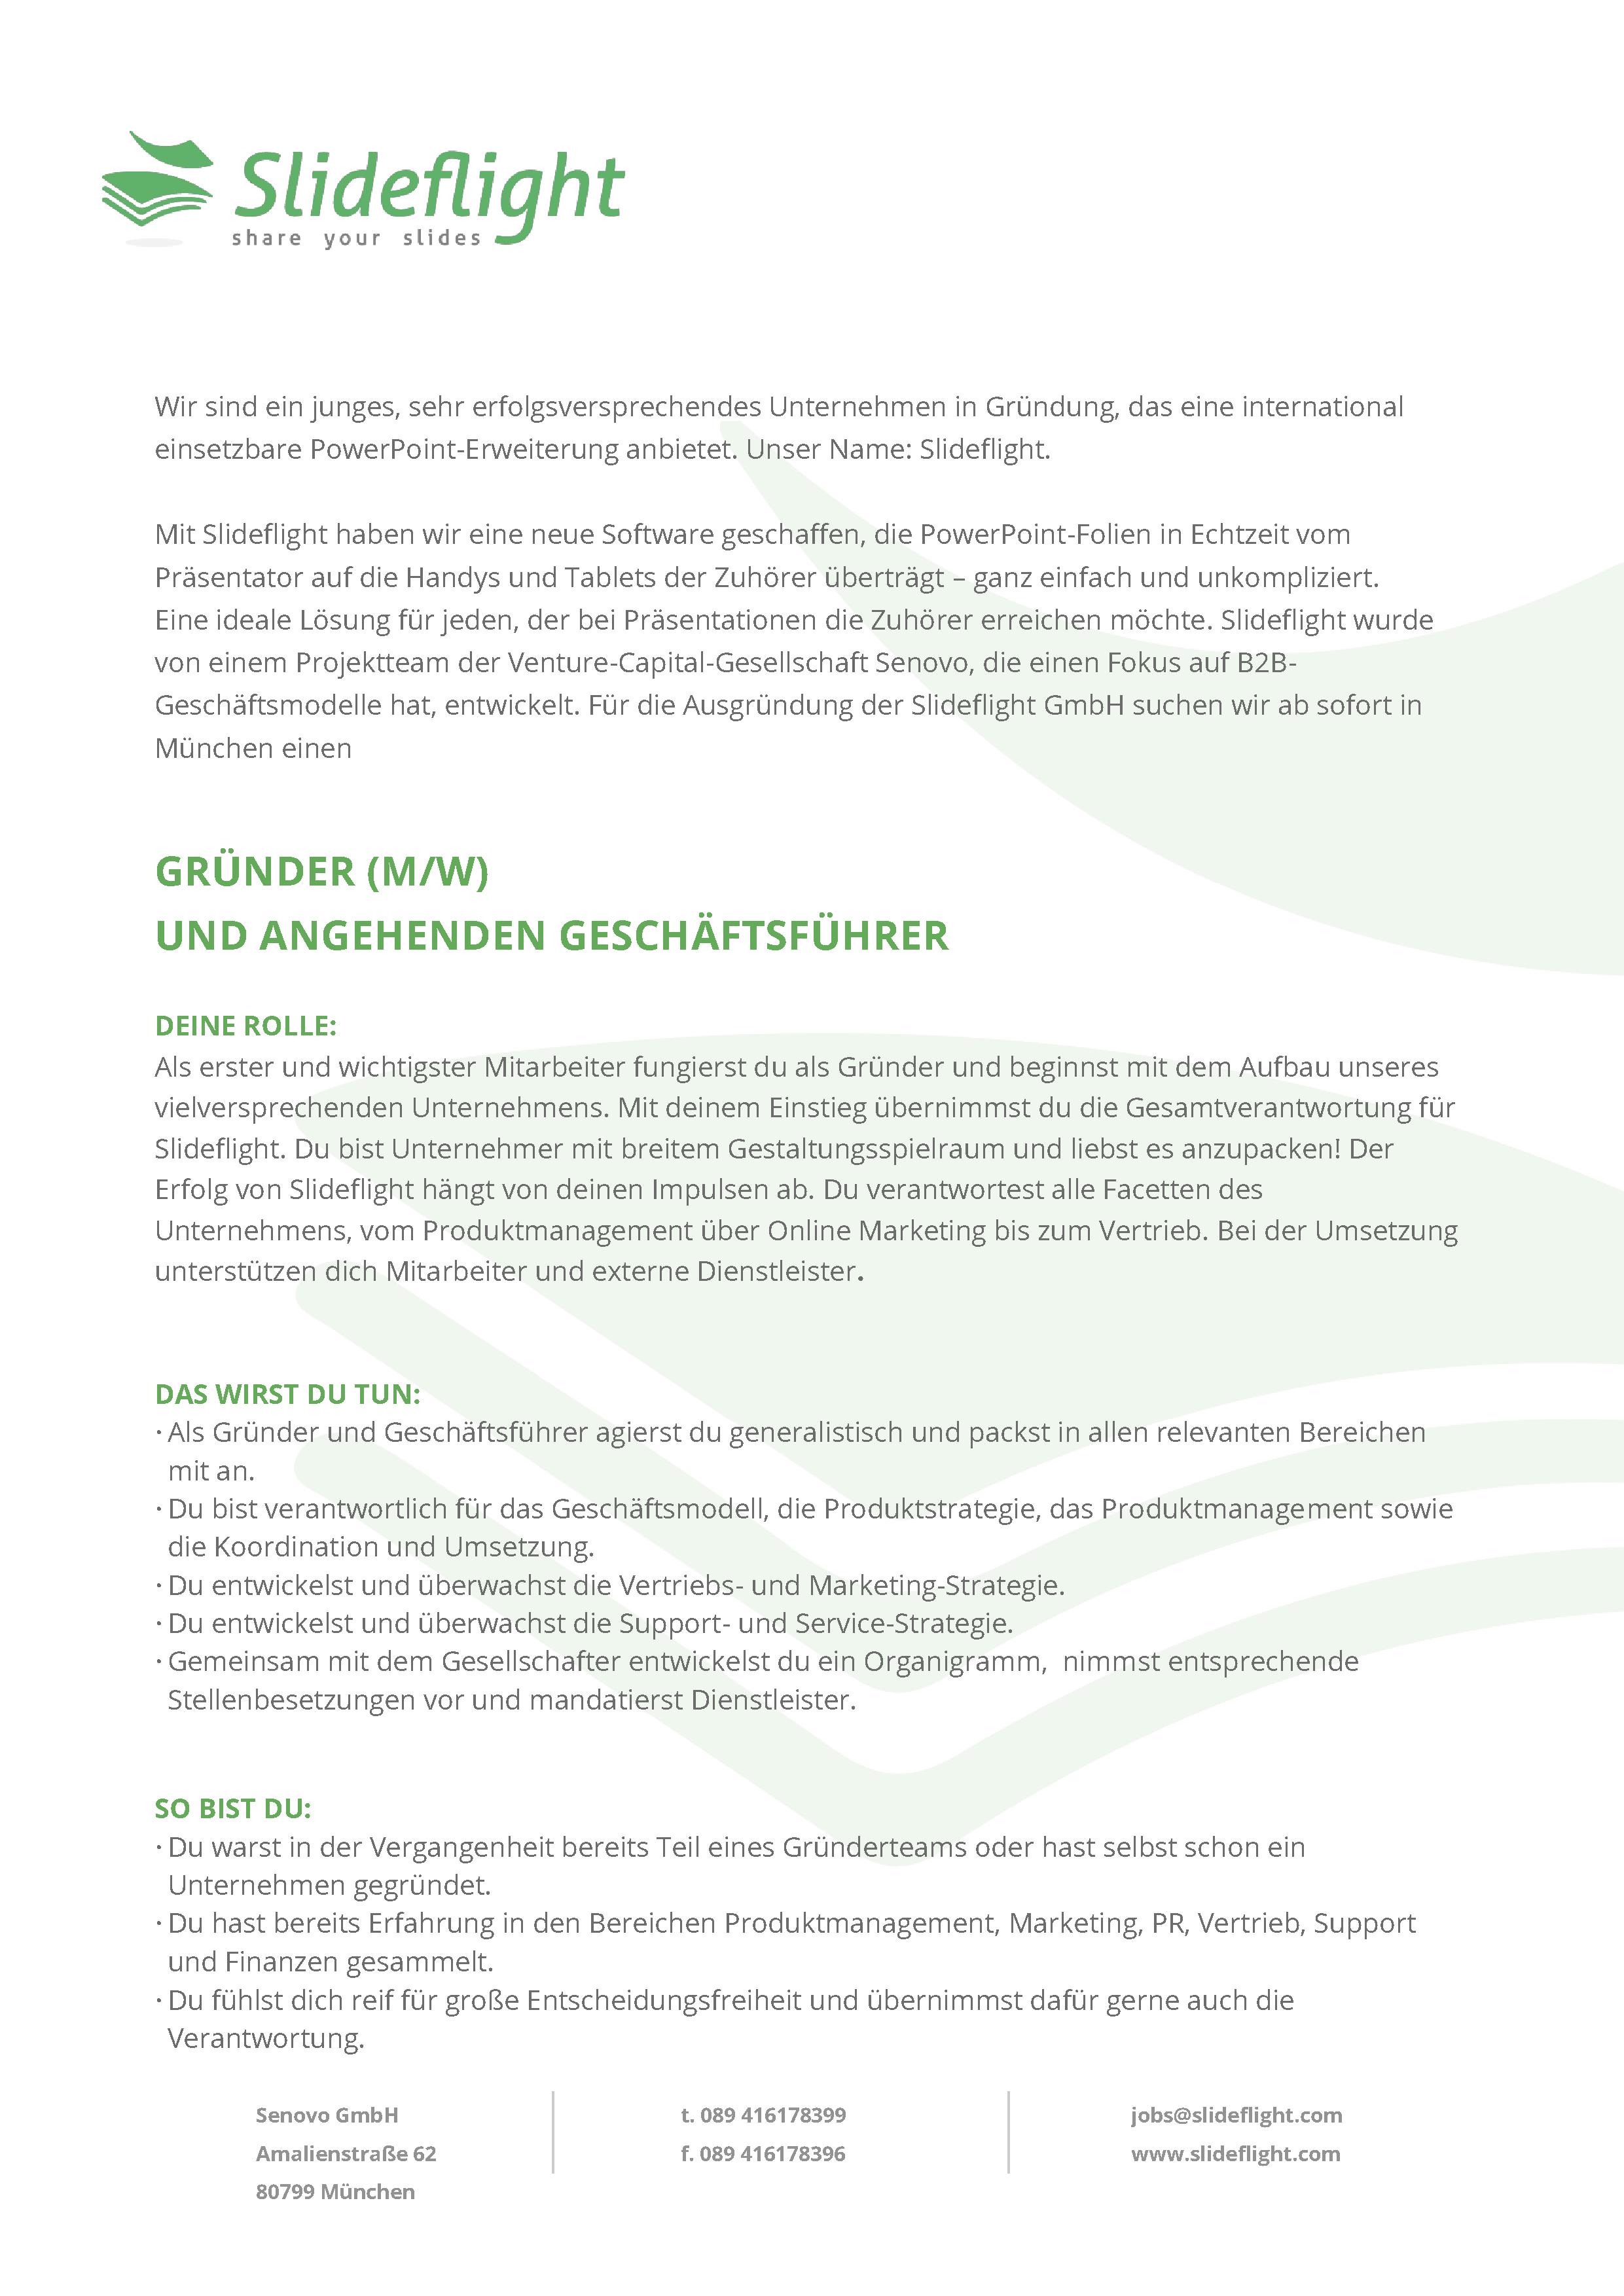 Slideflight
share your slides
Wir sind ein junges, sehr erfolgsversprechendes Unternehmen in Gründung, das eine international
einsetzbare PowerPoint-Erweiterung anbietet. Unser Name: Slideflight.
Mit Slideflight haben wir eine neue Software geschaffen, die PowerPoint-Folien in Echtzeit vom
Präsentator auf die Handys und Tablets der Zuhörer überträgt – ganz einfach und unkompliziert.
Eine ideale Lösung für jeden, der bei Präsentationen die Zuhörer erreichen möchte. Slideflight wurde
von einem Projektteam der Venture-Capital-Gesellschaft Senovo, die einen Fokus auf B2B-
Geschäftsmodelle hat, entwickelt. Für die Ausgründung der Slideflight GmbH suchen wir ab sofort in
München einen
GRÜNDER (M/W)
UND ANGEHENDEN GESCHÄFTSFÜHRER
DEINE ROLLE:
Als erster und wichtigster Mitarbeiter fungierst du als Gründer und beginnst mit dem Aufbau unseres
vielversprechenden Unternehmens. Mit deinem Einstieg übernimmst du die Gesamtverantwortung für
Slideflight. Du bist Unternehmer mit breitem Gestaltungsspielraum und liebst es anzupacken! Der
Erfolg von Slideflight hängt von deinen Impulsen ab. Du verantwortest alle Facetten des
Unternehmens, vom Produktmanagement über Online Marketing bis zum Vertrieb. Bei der Umsetzung
unterstützen dich Mitarbeiter und externe Dienstleister.
DAS WIRST DU TUN:
· Als Gründer und Geschäftsführer agierst du generalistisch und packst in allen relevanten Bereichen
mit an.
· Du bist verantwortlich für das Geschäftsmodell, die Produktstrategie, das Produktmanagement sowie
die Koordination und Umsetzung.
· Du entwickelst und überwachst die Vertriebs- und Marketing-Strategie.
· Du entwickelst und überwachst die Support- und Service-Strategie.
· Gemeinsam mit dem Gesellschafter entwickelst du ein Organigramm, nimmst entsprechende
Stellenbesetzungen vor und mandatierst Dienstleister.
SO BIST DU:
· Du warst in der Vergangenheit bereits Teil eines Gründerteams oder hast selbst schon ein
Unternehmen gegründet.
· Du hast bereits Erfahrung in den Bereichen Produktmanagement, Marketing, PR, Vertrieb, Support
und Finanzen gesammelt.
· Du fühlst dich reif für große Entscheidungsfreiheit und übernimmst dafür gerne auch die
Verantwortung.
Senovo GmbH
Amalienstraße 62
80799 München
t. 089 416178399
f. 089 416178396
jobs@slideflight.com
www.slideflight.com